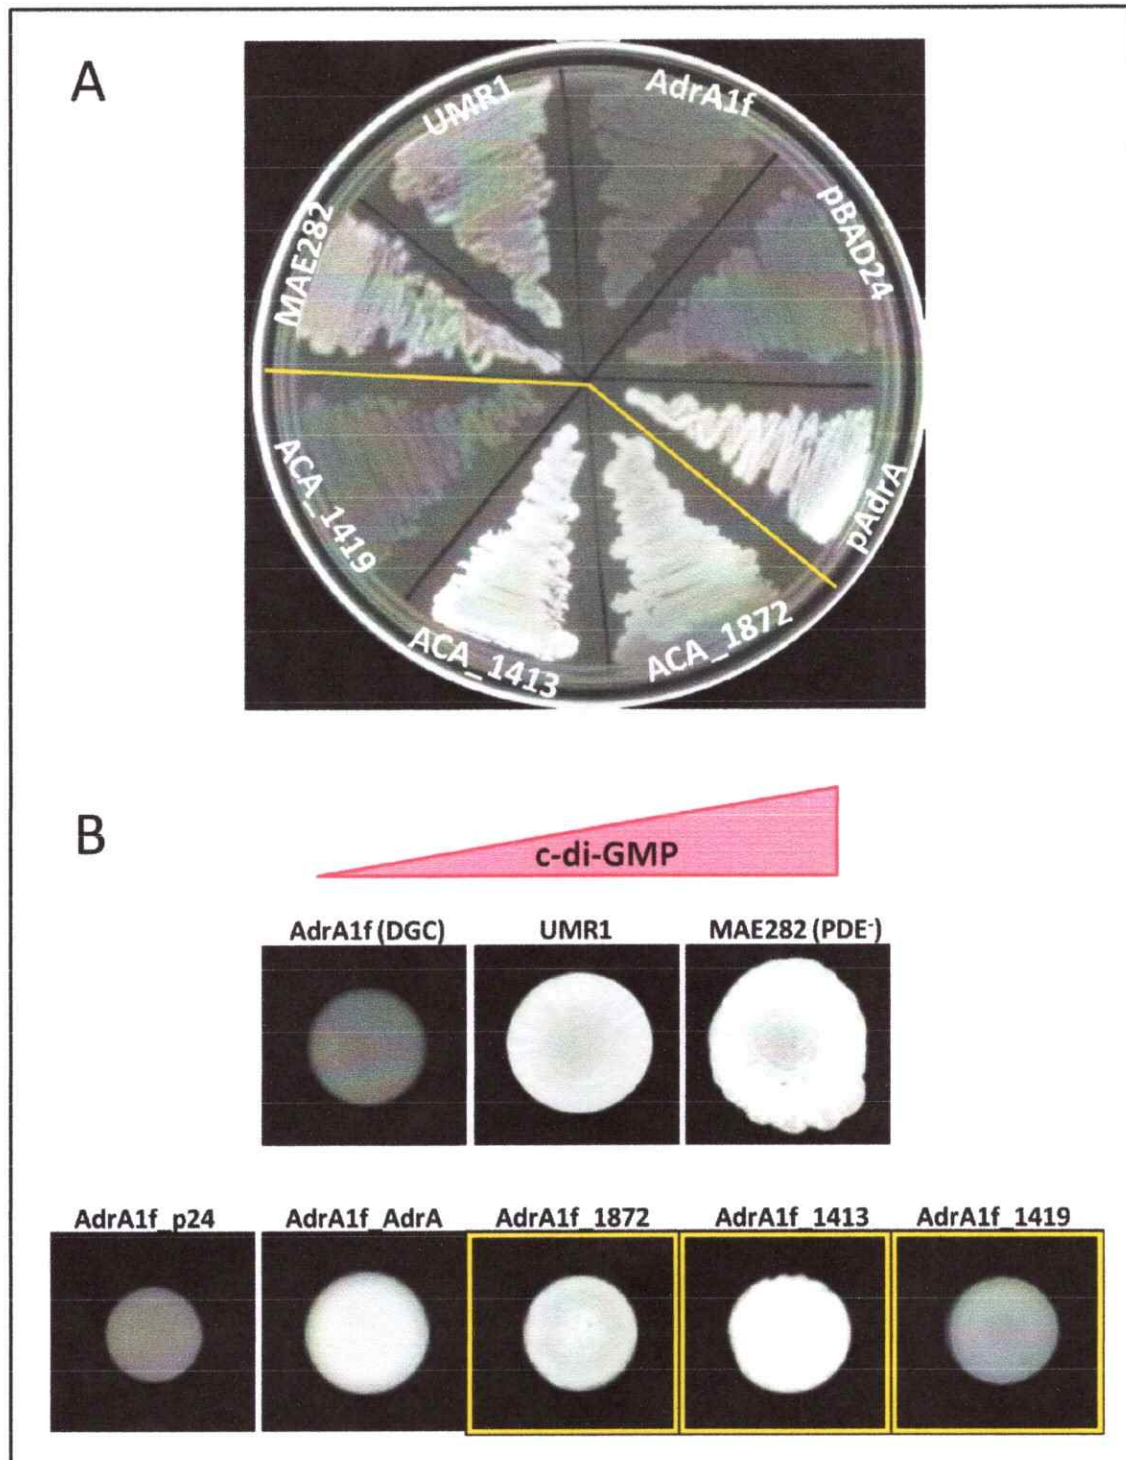 A
UMR1
AdrA1f
MAE282
pBAD24
ACA_1419
pAdrA
ACA_1413
ACA_1872
B
c-di-GMP
AdrA1f (DGC) UMR1 MAE282 (PDE⁻)
AdrA1f_p24 AdrA1f_AdrA AdrA1f_1872 AdrA1f_1413 AdrA1f_1419